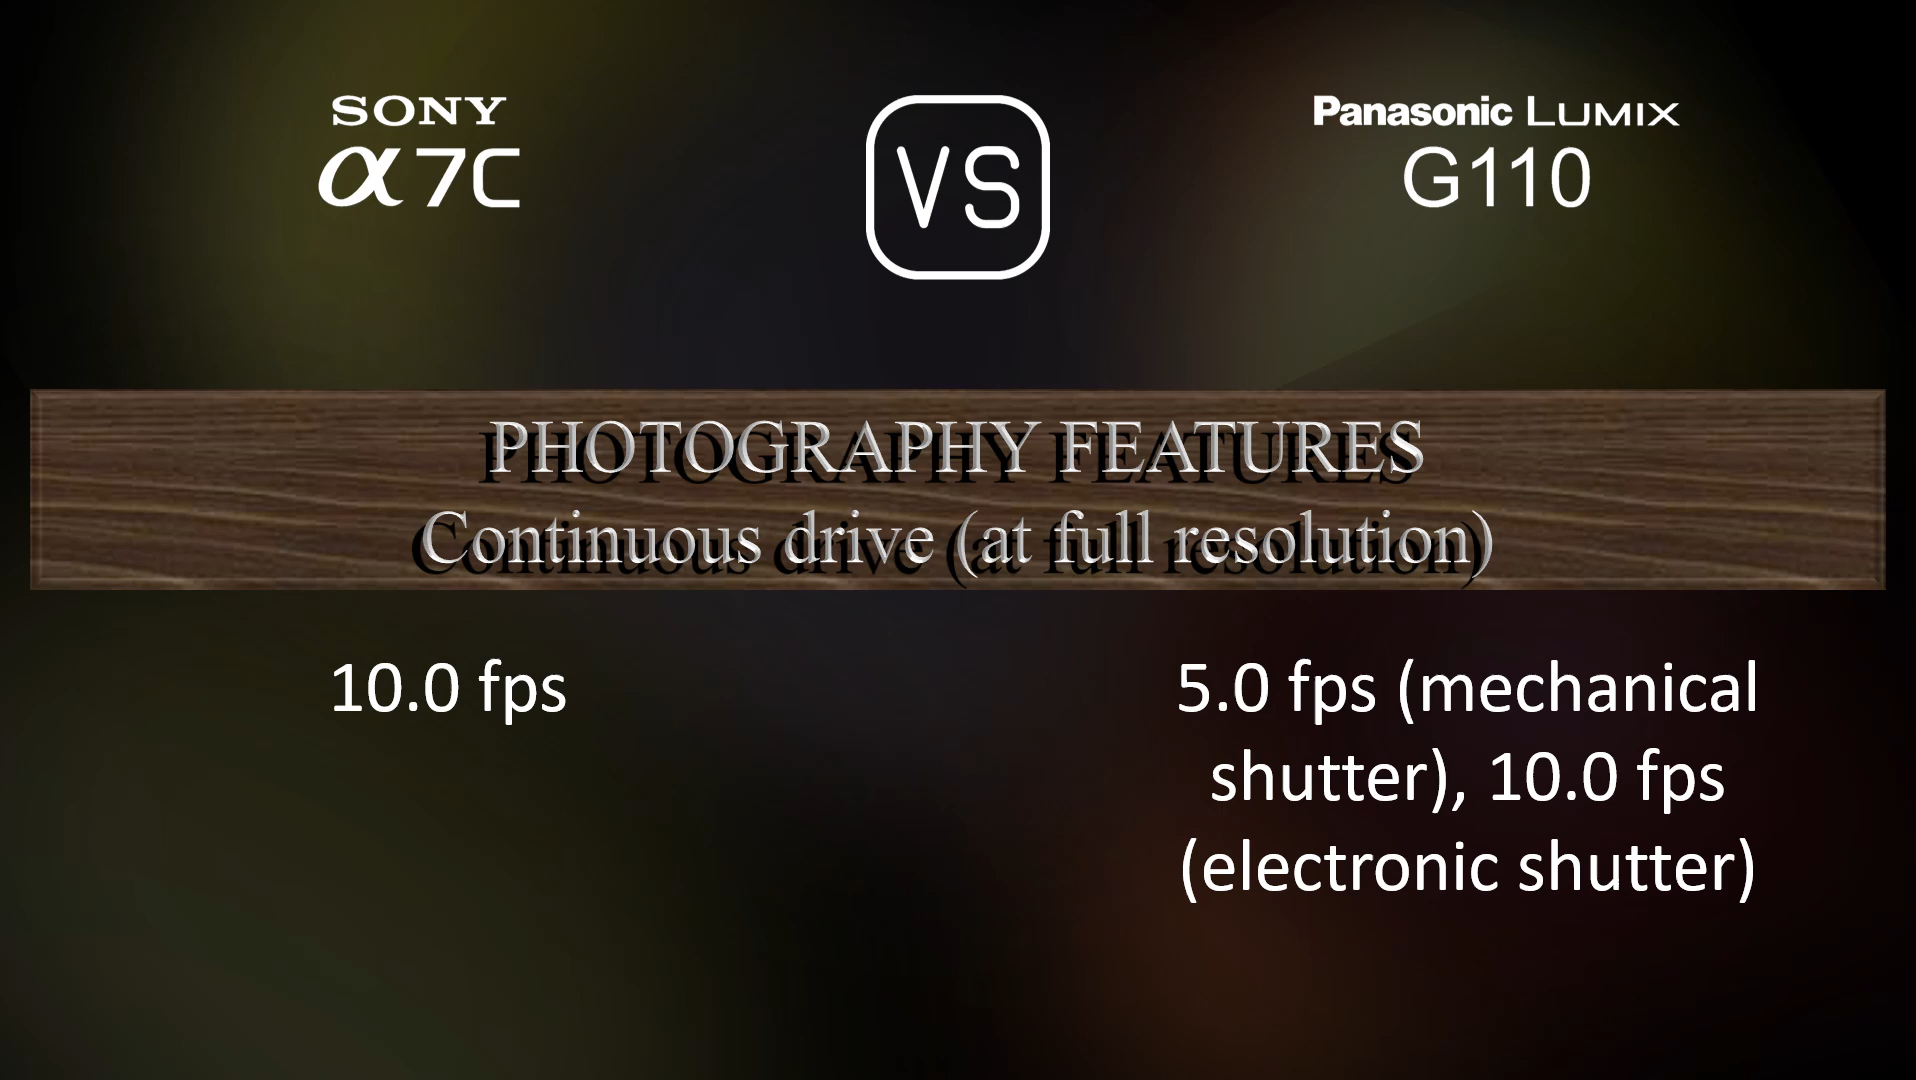 SONY
α7C
VS
Panasonic LUMIX
G110
PHOTOGRAPHY FEATURES
Continuous drive (at full resolution)
10.0 fps
5.0 fps (mechanical
shutter), 10.0 fps
(electronic shutter)